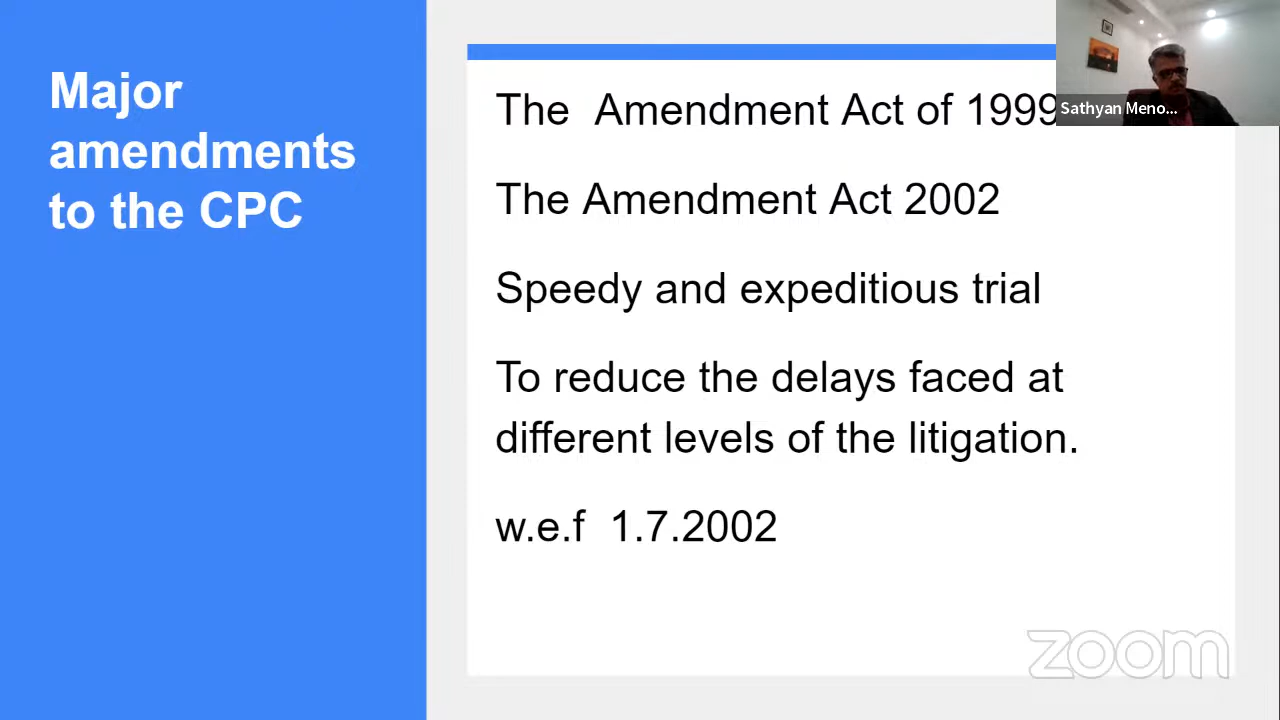 Major
amendments
to the CPC
The Amendment Act of 1999
The Amendment Act 2002
Speedy and expeditious trial
To reduce the delays faced at
different levels of the litigation.
w.e.f 1.7.2002
Sathyan Meno...
zoom